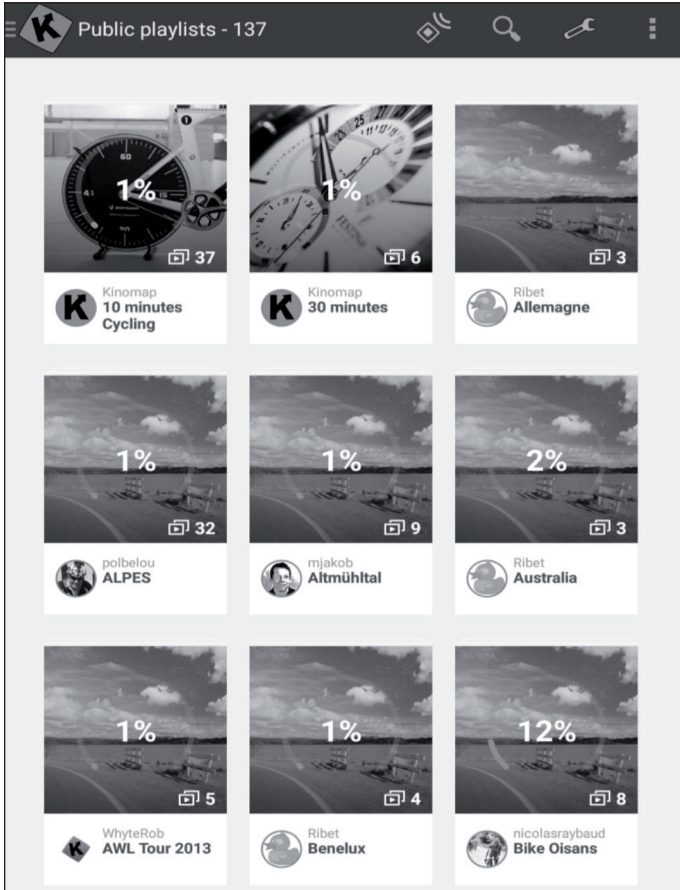 Public playlists - 137
1%
37
Kinomap
10 minutes
Cycling
1%
6
Kinomap
30 minutes
3
Ribet
Allemagne
1%
32
polbelou
ALPES
1%
9
mjakob
Altmühltal
2%
3
Ribet
Australia
1%
5
WhyteRob
AWL Tour 2013
1%
4
Ribet
Benelux
12%
8
nicolasraybaud
Bike Oisans